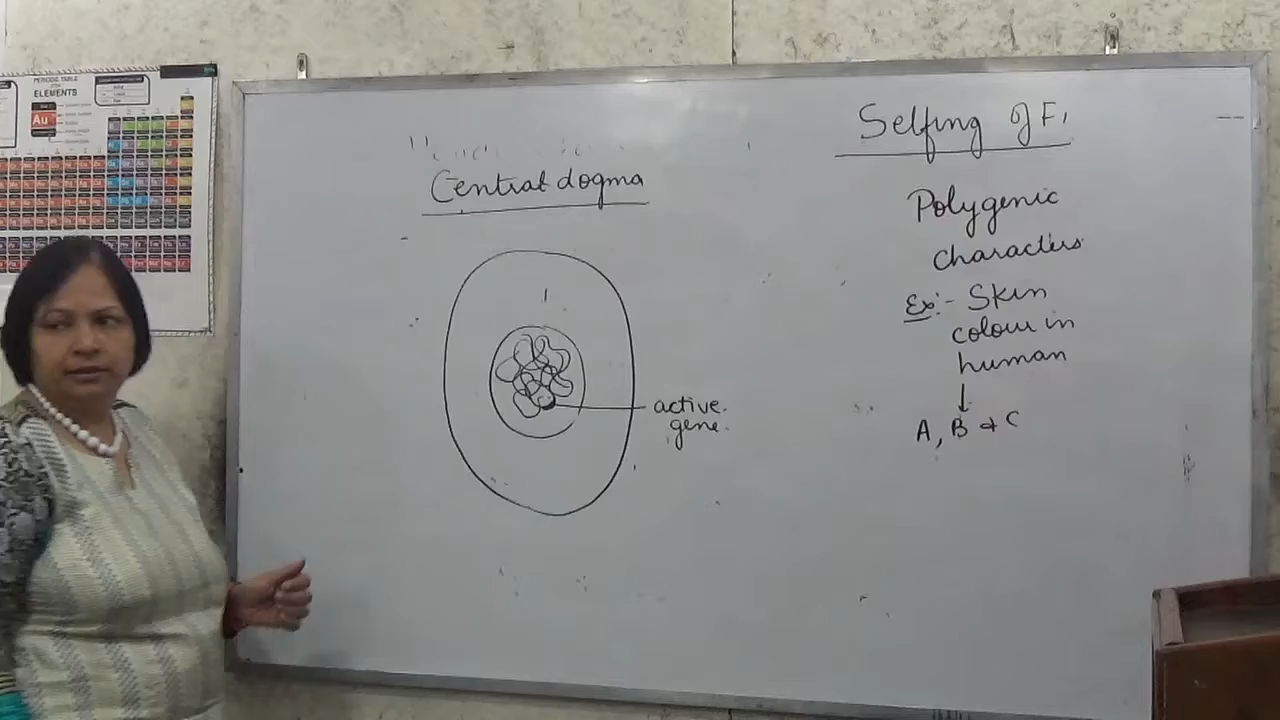 PERIODIC TABLE
ELEMENTS
Au
Central dogma
active
gene.
Selfing of F1
Polygenic
characters
Ex:- Skin
colour in
human
↓
A, B & C